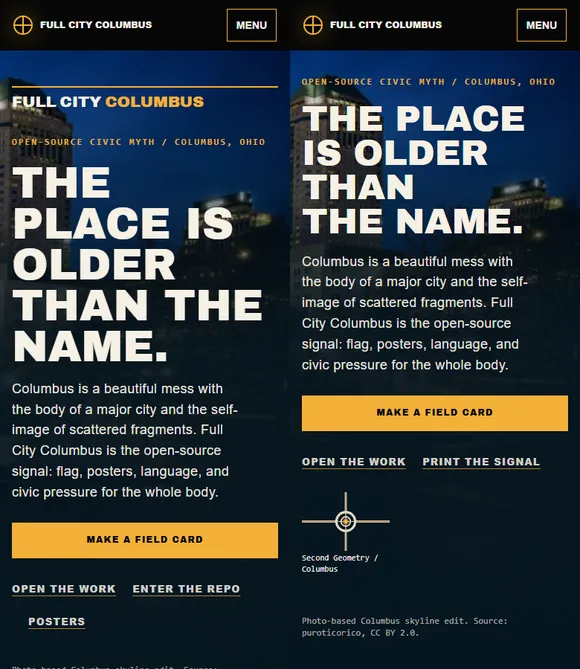 FULL CITY COLUMBUS
MENU
FULL CITY COLUMBUS
OPEN-SOURCE CIVIC MYTH / COLUMBUS, OHIO
THE
PLACE IS
OLDER
THAN THE
NAME.
Columbus is a beautiful mess with
the body of a major city and the self-
image of scattered fragments. Full
City Columbus is the open-source
signal: flag, posters, language, and
civic pressure for the whole body.
MAKE A FIELD CARD
OPEN THE WORK ENTER THE REPO
POSTERS
Photo-based Columbus skyline edit. Source:
FULL CITY COLUMBUS
MENU
OPEN-SOURCE CIVIC MYTH / COLUMBUS, OHIO
THE PLACE
IS OLDER
THAN
THE NAME.
Columbus is a beautiful mess with
the body of a major city and the self-
image of scattered fragments. Full
City Columbus is the open-source
signal: flag, posters, language, and
civic pressure for the whole body.
MAKE A FIELD CARD
OPEN THE WORK PRINT THE SIGNAL
Second Geometry /
Columbus
Photo-based Columbus skyline edit. Source:
puroticorico, CC BY 2.0.